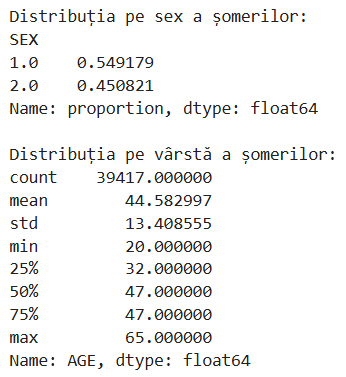 Distribuția pe sex a șomerilor:
SEX
1.0    0.549179
2.0    0.450821
Name: proportion, dtype: float64

Distribuția pe vârstă a șomerilor:
count    39417.000000
mean        44.582997
std         13.408555
min         20.000000
25%         32.000000
50%         47.000000
75%         47.000000
max         65.000000
Name: AGE, dtype: float64